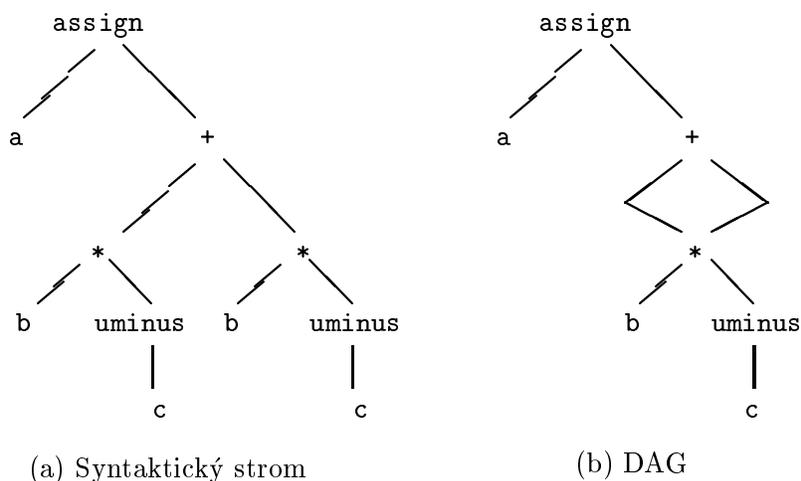 assign assign
a + a +
* * *
b uminus b uminus b uminus
c c c
(a) Syntaktický strom (b) DAG